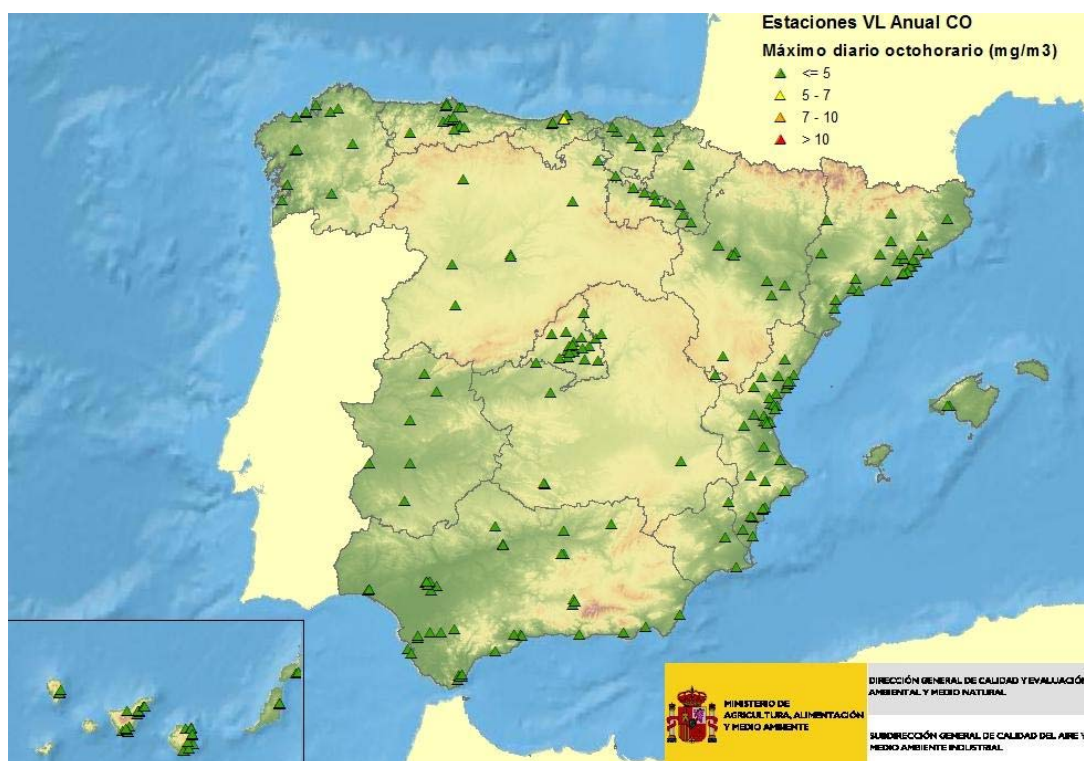 Estaciones VL Anual CO
Máximo diario octohorario (mg/m3)
<= 5
5 - 7
7 - 10
> 10
MINISTERIO DE
AGRICULTURA, ALIMENTACIÓN
Y MEDIO AMBIENTE
DIRECCIÓN GENERAL DE CALIDAD Y EVALUACIÓN
AMBIENTAL Y MEDIO NATURAL
SUBDIRECCIÓN GENERAL DE CALIDAD DEL AIRE Y
MEDIO AMBIENTE INDUSTRIAL